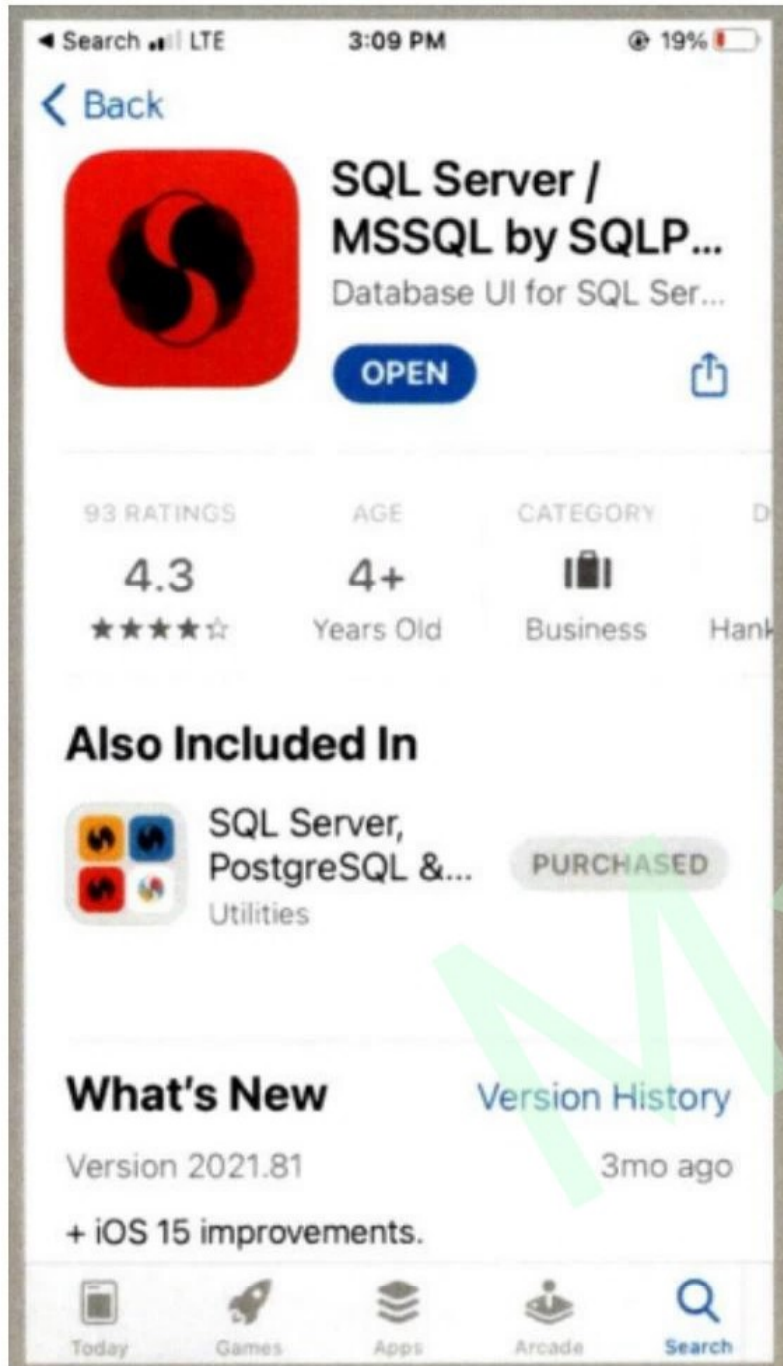 Search LTE 3:09 PM 19%
Back
SQL Server /
MSSQL by SQLP...
Database UI for SQL Ser...
OPEN
93 RATINGS AGE CATEGORY D
4.3 4+
Years Old Business Hank
Also Included In
SQL Server,
PostgreSQL &...
Utilities
PURCHASED
What's New Version History
Version 2021.81 3mo ago
+ iOS 15 improvements.
Today Games Apps Arcade Search